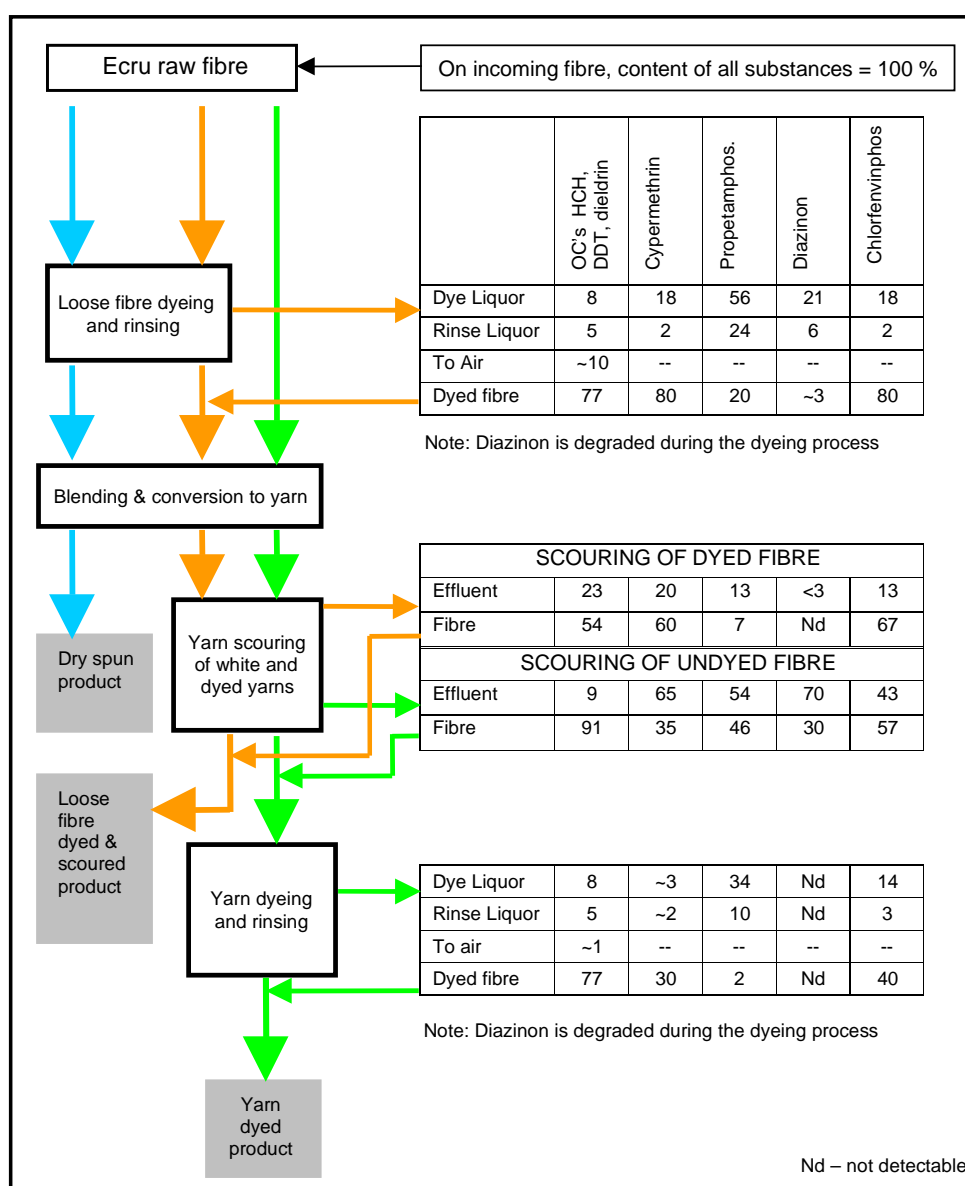 Ecru raw fibre
On incoming fibre, content of all substances = 100 %
OC's HCH,
DDT, dieldrin
Cypermethrin
Propetamphos.
Diazinon
Chlorfenvinphos
Loose fibre dyeing
and rinsing
Dye Liquor 8 18 56 21 18
Rinse Liquor 5 2 24 6 2
To Air ~10 -- -- -- --
Dyed fibre 77 80 20 ~3 80
Note: Diazinon is degraded during the dyeing process
Blending & conversion to yarn
SCOURING OF DYED FIBRE
Effluent 23 20 13 <3 13
Fibre 54 60 7 Nd 67
SCOURING OF UNDYED FIBRE
Effluent 9 65 54 70 43
Fibre 91 35 46 30 57
Yarn scouring
of white and
dyed yarns
Dry spun
product
Loose
fibre
dyed &
scoured
product
Yarn dyeing
and rinsing
Dye Liquor 8 ~3 34 Nd 14
Rinse Liquor 5 ~2 10 Nd 3
To air ~1 -- -- -- --
Dyed fibre 77 30 2 Nd 40
Note: Diazinon is degraded during the dyeing process
Yarn
dyed
product
Nd – not detectable